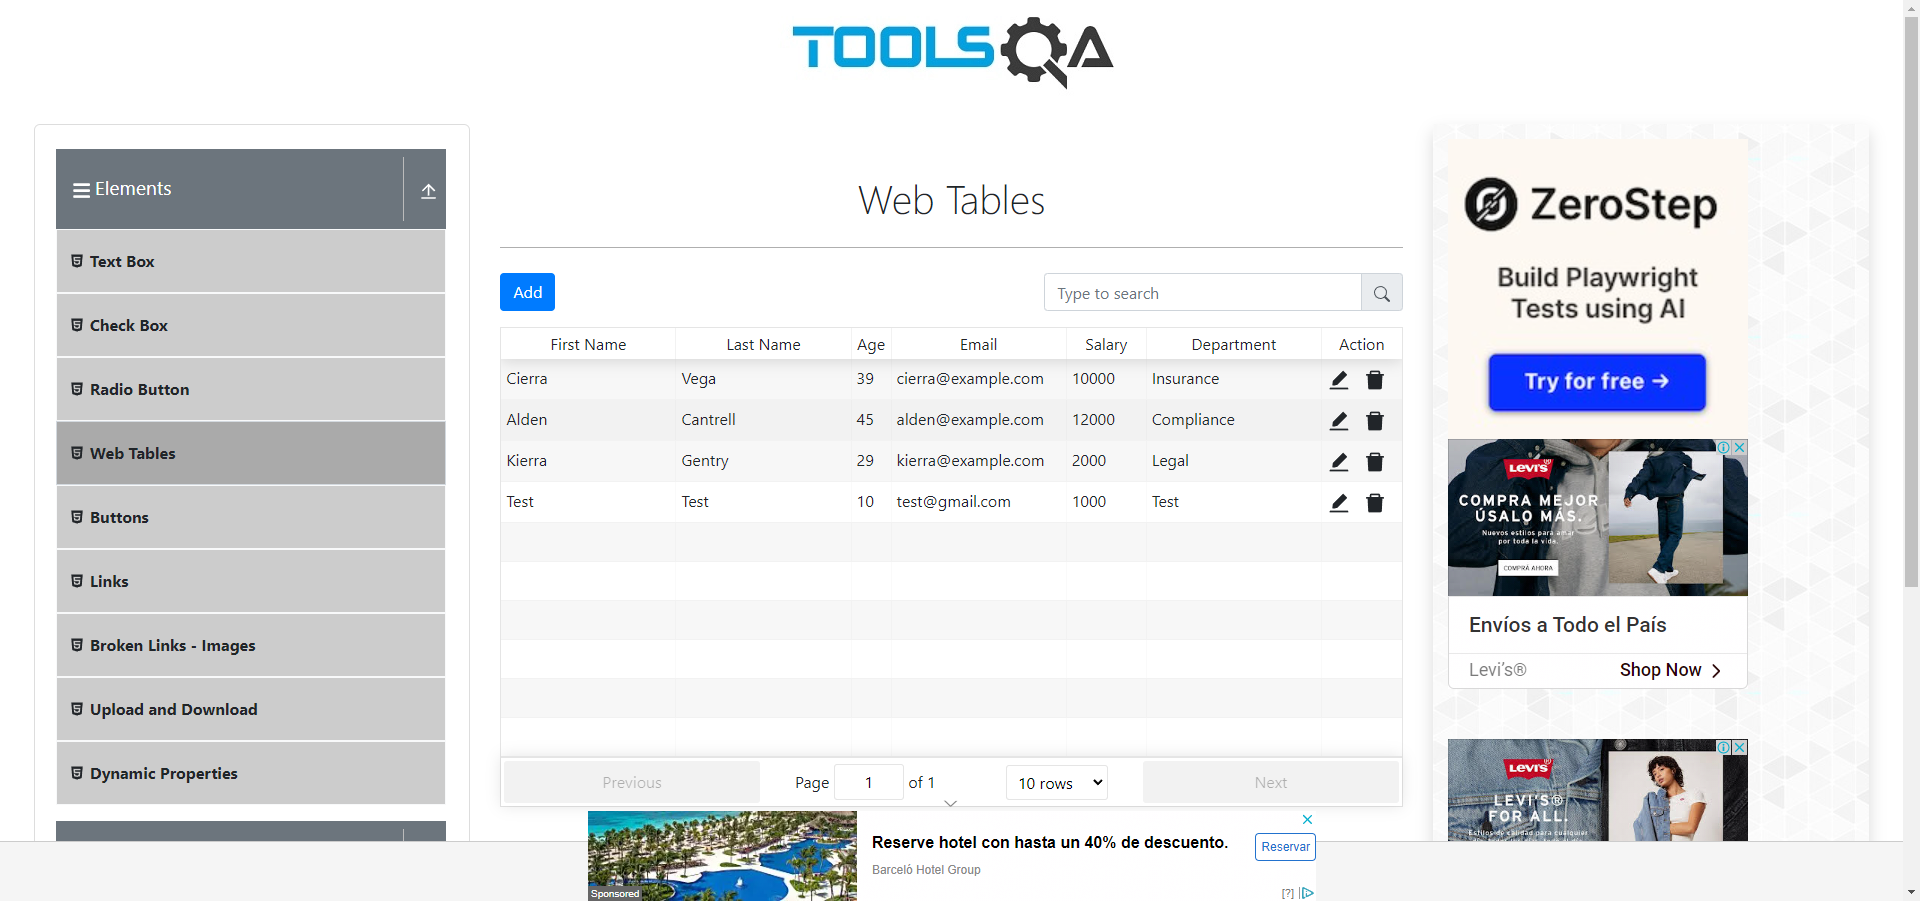 TOOLSQA
Elements
Text Box
Check Box
Radio Button
Web Tables
Buttons
Links
Broken Links - Images
Upload and Download
Dynamic Properties
Web Tables
Add
Type to search
First Name Last Name Age Email Salary Department Action
Cierra Vega 39 cierra@example.com 10000 Insurance
Alden Cantrell 45 alden@example.com 12000 Compliance
Kierra Gentry 29 kierra@example.com 2000 Legal
Test Test 10 test@gmail.com 1000 Test
Previous Page 1 of 1 10 rows Next
ZeroStep
Build Playwright
Tests using AI
Try for free →
LEVI'S®
COMPRA MEJOR
ÚSALO MÁS.
Nuevos estilos para amar
por toda la vida.
COMPRÁ AHORA
Envíos a Todo el País
Levi's® Shop Now
LEVI'S®
LEVI'S®
FOR ALL.
Estilos de calidad para cualquier
Reserve hotel con hasta un 40% de descuento.
Barceló Hotel Group
Reservar
Sponsored
[?]